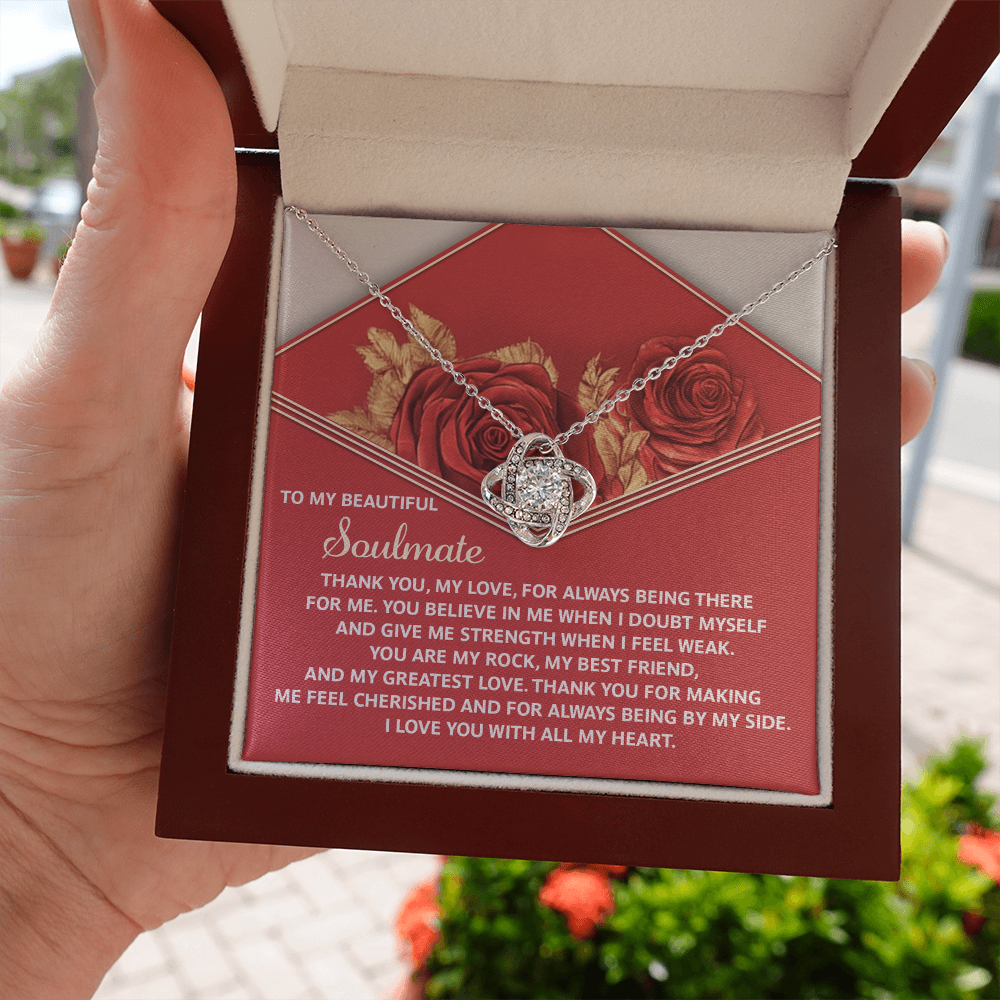 TO MY BEAUTIFUL
Soulmate
THANK YOU, MY LOVE, FOR ALWAYS BEING THERE
FOR ME. YOU BELIEVE IN ME WHEN I DOUBT MYSELF
AND GIVE ME STRENGTH WHEN I FEEL WEAK.
YOU ARE MY ROCK, MY BEST FRIEND,
AND MY GREATEST LOVE. THANK YOU FOR MAKING
ME FEEL CHERISHED AND FOR ALWAYS BEING BY MY SIDE.
I LOVE YOU WITH ALL MY HEART.